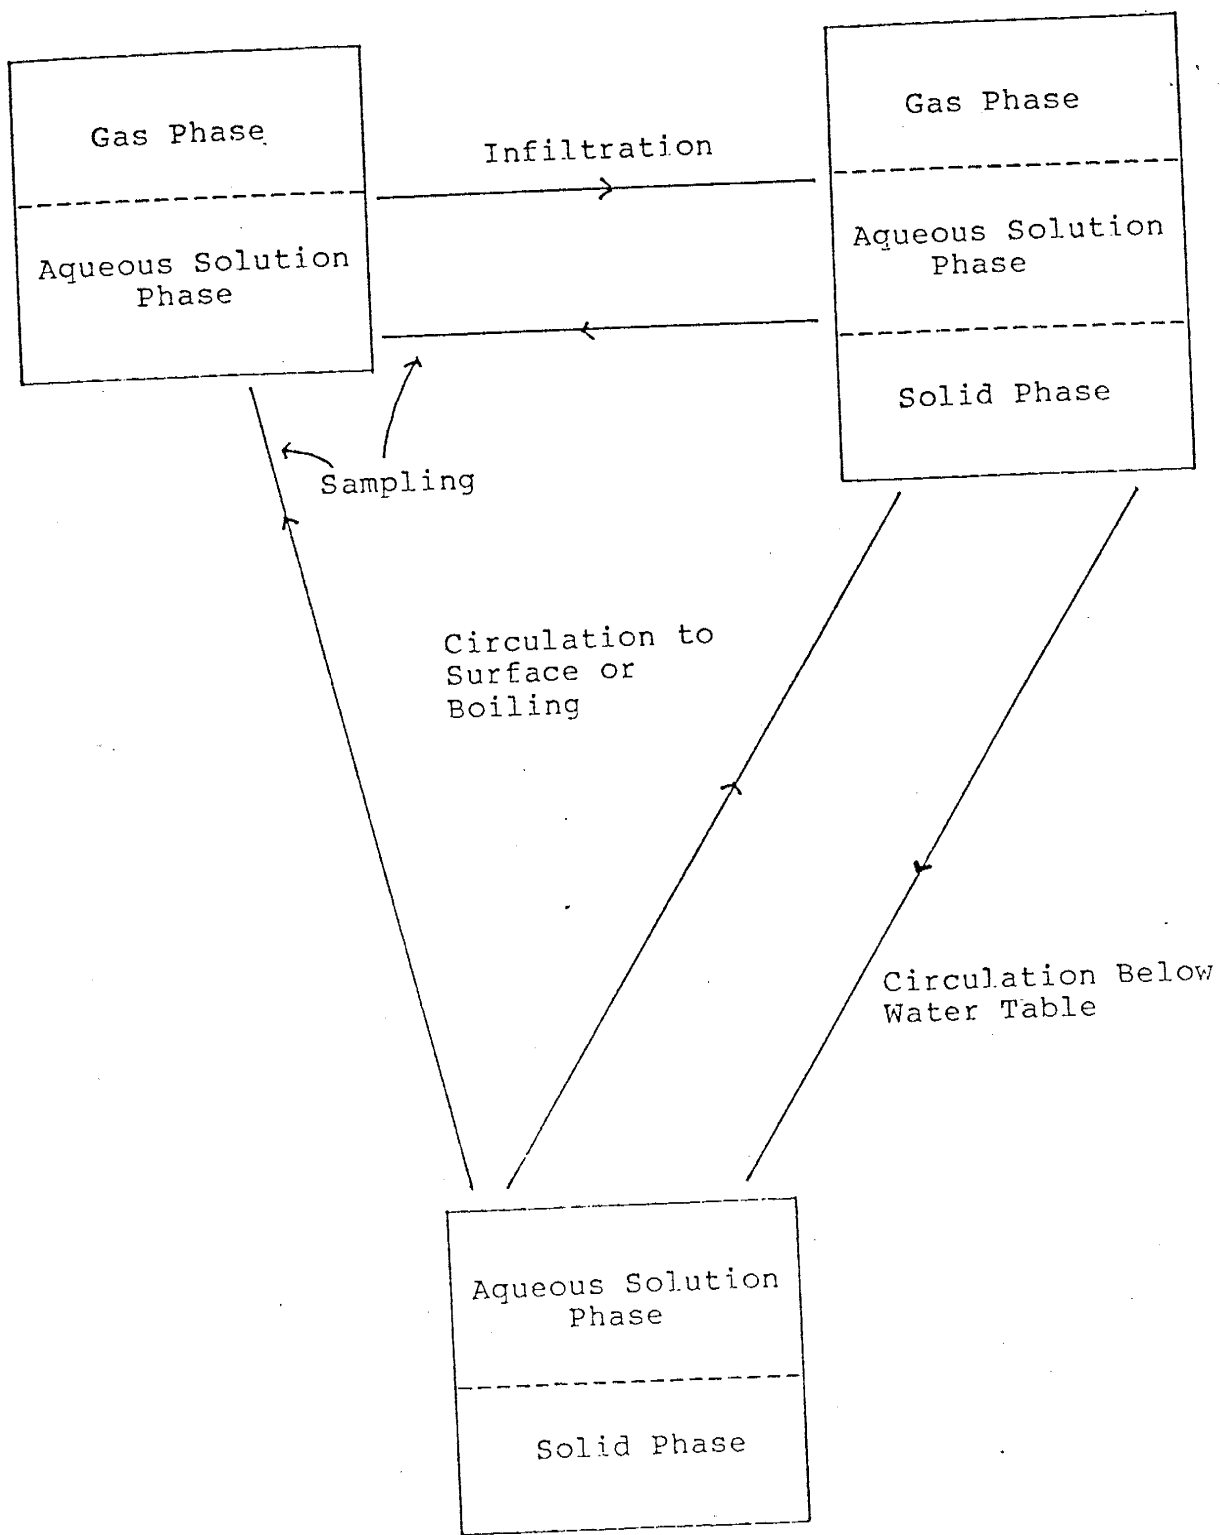 Gas Phase
Aqueous Solution
Phase
Infiltration
Gas Phase
Aqueous Solution
Phase
Solid Phase
Sampling
Circulation to
Surface or
Boiling
Circulation Below
Water Table
Aqueous Solution
Phase
Solid Phase